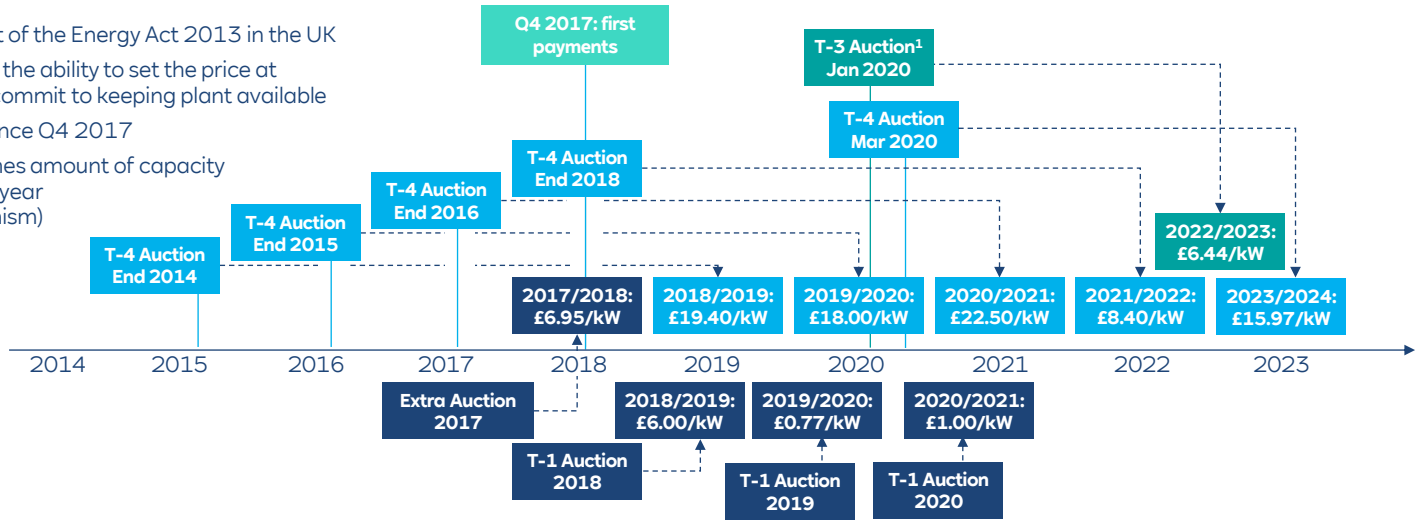 t of the Energy Act 2013 in the UK
the ability to set the price at
commit to keeping plant available
nce Q4 2017
nes amount of capacity
year
nism)
Q4 2017: first
payments
T-3 Auction¹
Jan 2020
T-4 Auction
Mar 2020
T-4 Auction
End 2018
T-4 Auction
End 2016
T-4 Auction
End 2015
T-4 Auction
End 2014
2022/2023:
£6.44/kW
2017/2018:
£6.95/kW
2018/2019:
£19.40/kW
2019/2020:
£18.00/kW
2020/2021:
£22.50/kW
2021/2022:
£8.40/kW
2023/2024:
£15.97/kW
2014 2015 2016 2017 2018 2019 2020 2021 2022 2023
Extra Auction
2017
2018/2019:
£6.00/kW
2019/2020:
£0.77/kW
2020/2021:
£1.00/kW
T-1 Auction
2018
T-1 Auction
2019
T-1 Auction
2020